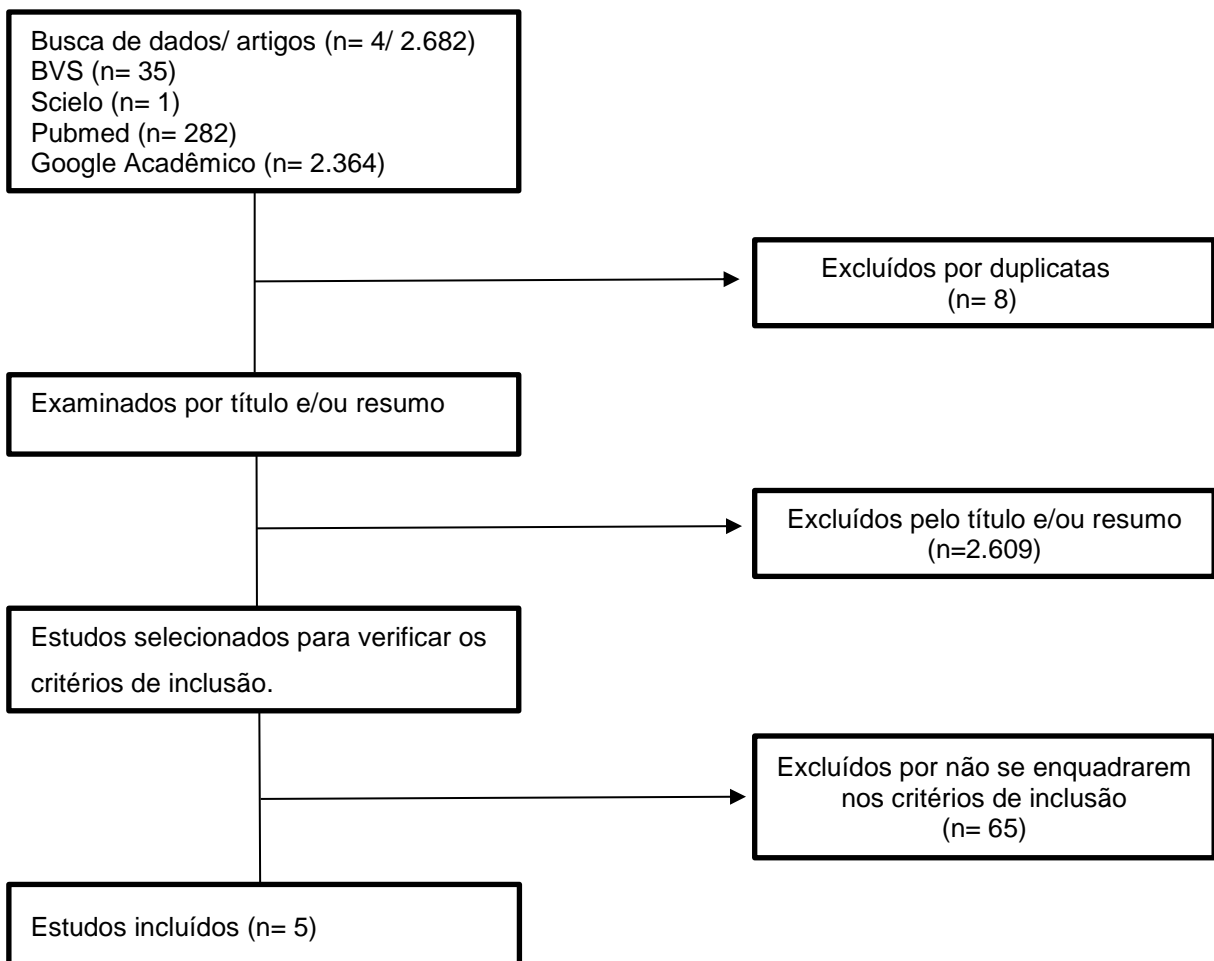 Busca de dados/ artigos (n= 4/ 2.682)
BVS (n= 35)
Scielo (n= 1)
Pubmed (n= 282)
Google Acadêmico (n= 2.364)
Excluídos por duplicatas
(n= 8)
Examinados por título e/ou resumo
Excluídos pelo título e/ou resumo
(n=2.609)
Estudos selecionados para verificar os
critérios de inclusão.
Excluídos por não se enquadrarem
nos critérios de inclusão
(n= 65)
Estudos incluídos (n= 5)